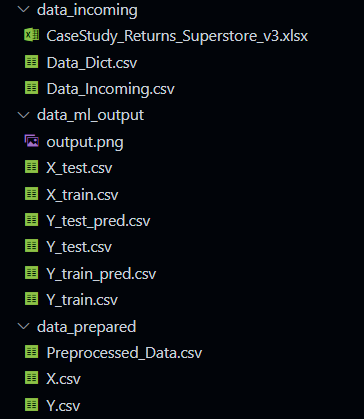 data_incoming
CaseStudy_Returns_Superstore_v3.xlsx
Data_Dict.csv
Data_Incoming.csv
data_ml_output
output.png
X_test.csv
X_train.csv
Y_test_pred.csv
Y_test.csv
Y_train_pred.csv
Y_train.csv
data_prepared
Preprocessed_Data.csv
X.csv
Y.csv